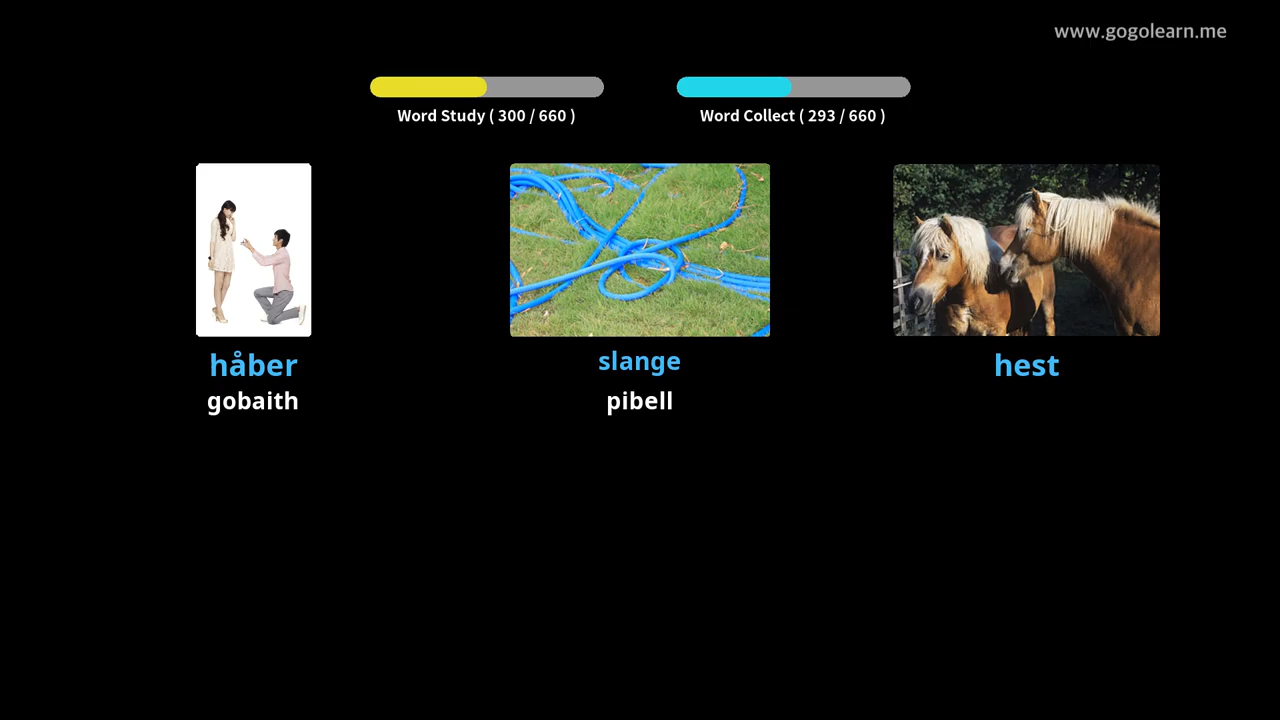 www.gogolearn.me
Word Study ( 300 / 660 )
Word Collect ( 293 / 660 )
håber
gobaith
slange
pibell
hest